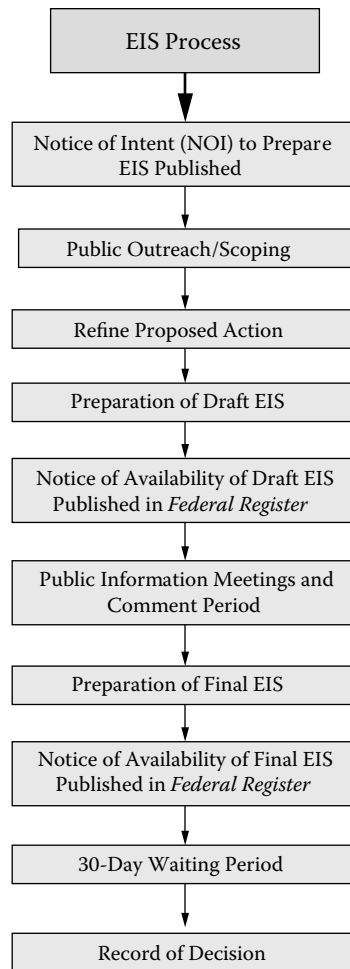 EIS Process
Notice of Intent (NOI) to Prepare
EIS Published
Public Outreach/Scoping
Refine Proposed Action
Preparation of Draft EIS
Notice of Availability of Draft EIS
Published in Federal Register
Public Information Meetings and
Comment Period
Preparation of Final EIS
Notice of Availability of Final EIS
Published in Federal Register
30-Day Waiting Period
Record of Decision